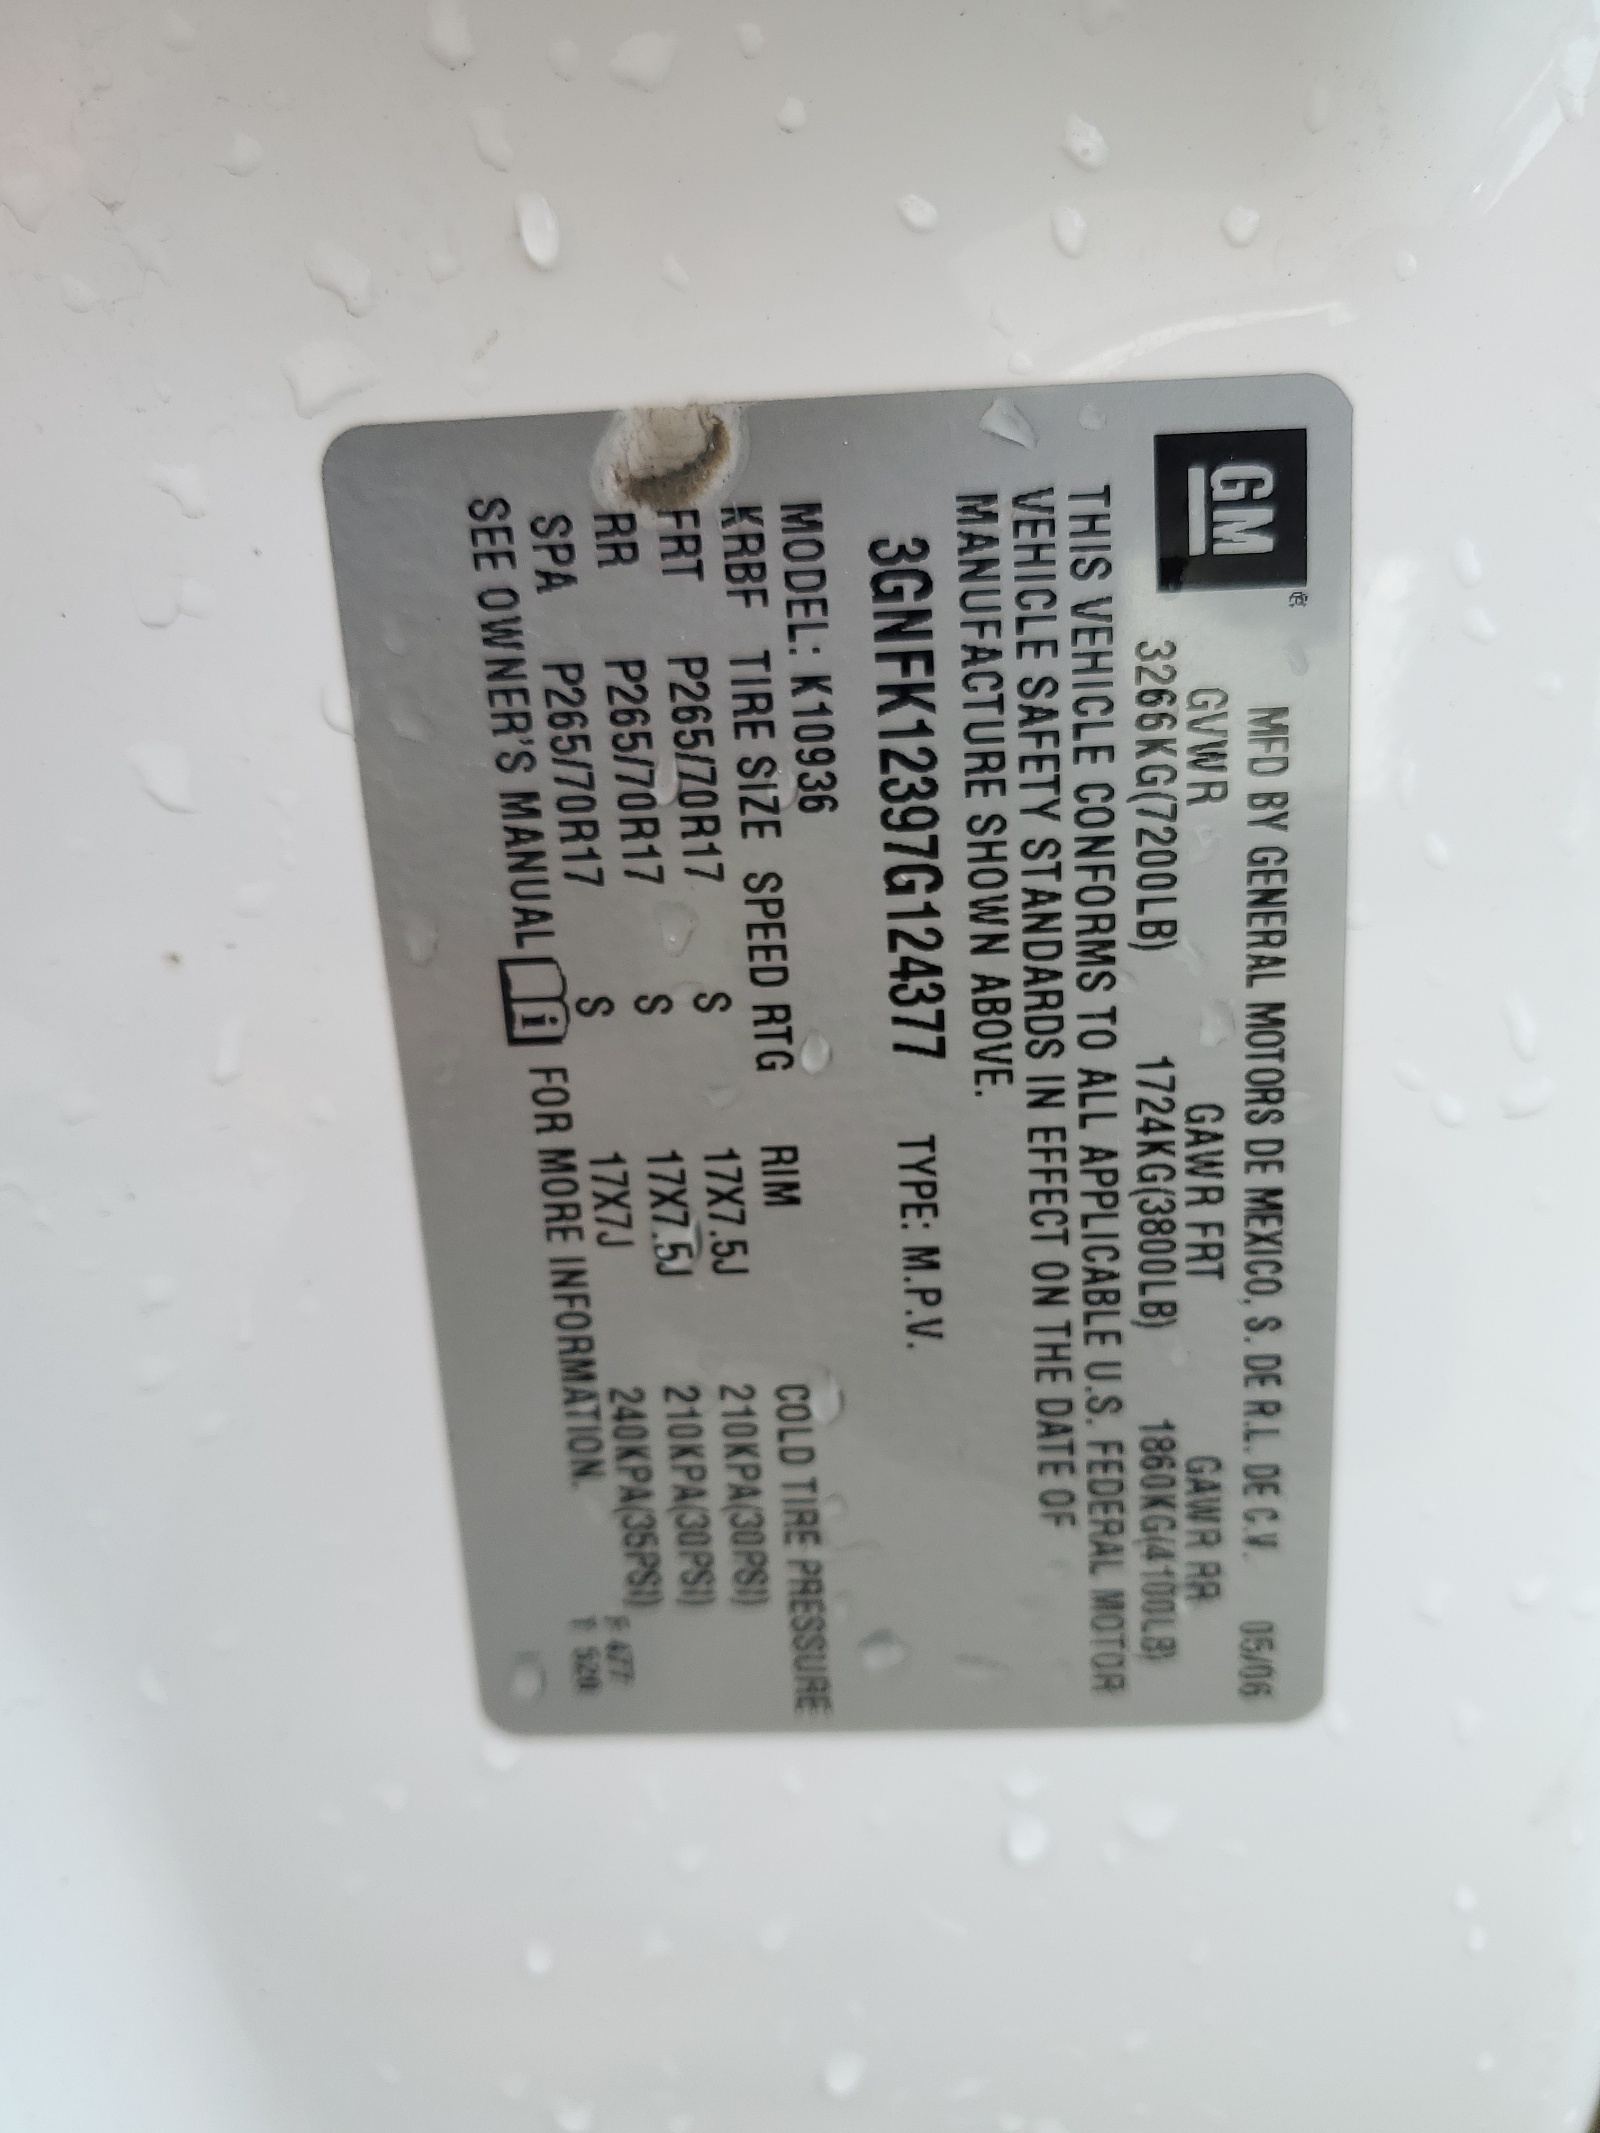 GM
MFD BY GENERAL MOTORS DE MEXICO, S. DE R.L. DE C.V. 05/06
GVWR GAWR FRT GAWR RR
3266KG(7200LB) 1724KG(3800LB) 1860KG(4100LB)
THIS VEHICLE CONFORMS TO ALL APPLICABLE U.S. FEDERAL MOTOR
VEHICLE SAFETY STANDARDS IN EFFECT ON THE DATE OF
MANUFACTURE SHOWN ABOVE.
3GNFK12397G124377 TYPE: M.P.V.
MODEL: K10936
KRBF TIRE SIZE SPEED RTG RIM COLD TIRE PRESSURE
FRT P265/70R17 S 17X7.5J 210KPA(30PSI)
RR P265/70R17 S 17X7.5J 210KPA(30PSI)
SPA P265/70R17 S 17X7J 240KPA(35PSI)
SEE OWNER'S MANUAL i FOR MORE INFORMATION.
477
520